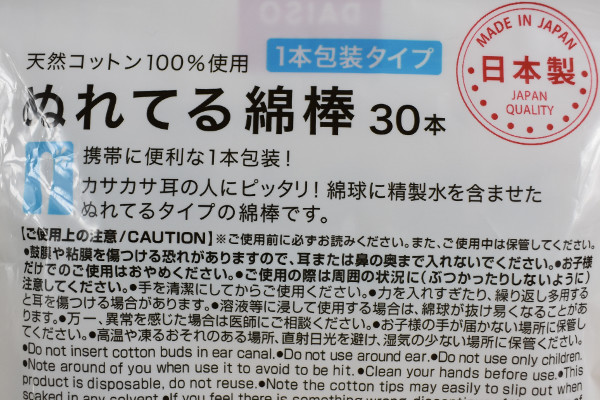 DAISO
MADE IN JAPAN
日本製
JAPAN
QUALITY
天然コットン100%使用
1本包装タイプ
ぬれてる綿棒 30本
携帯に便利な1本包装!
カサカサ耳の人にピッタリ!綿球に精製水を含ませた
ぬれてるタイプの綿棒です。
【ご使用上の注意/CAUTION】※ご使用前に必ずお読みください。また、ご使用中は保管してください。
●鼓膜や粘膜を傷つける恐れがありますので、耳または鼻の奥まで入れないでください。●お子様
だけでのご使用はおやめください。●ご使用の際は周囲の状況に(ぶつかったりしないように)
注意してください。●手を清潔にしてからご使用ください。●力を入れすぎたり、繰り返し多用する
と耳を傷つける場合があります。●溶液等に浸して使用する場合は、綿球が抜け易くなることがあ
ります。●万一、異常を感じた場合は医師にご相談ください。●お子様の手が届かない場所に保管し
てください。●高温や凍るおそれのある場所、直射日光を避け、湿気の少ない場所に保管ください。
●Do not insert cotton buds in ear canal.●Do not use around ear.●Do not use only children.
●Note around of you when use it to avoid to be hit.●Clean your hands before use.●This
product is disposable, do not reuse.●Note the cotton tips may easily to slip out when
soaked in any solvent.●If you feel there is something wrong,